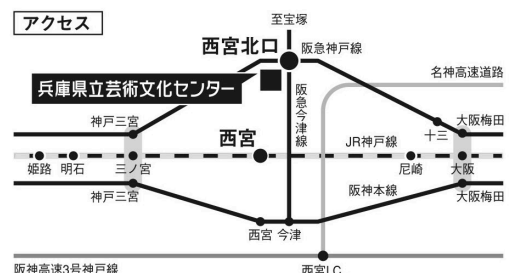 アクセス
至宝塚
西宮北口
阪急神戸線
兵庫県立芸術文化センター
名神高速道路
阪急今津線
神戸三宮
大阪梅田
十三
西宮
JR神戸線
姫路
明石
三ノ宮
尼崎
大阪
神戸三宮
阪神本線
大阪梅田
西宮
今津
阪神高速3号神戸線
西宮I.C